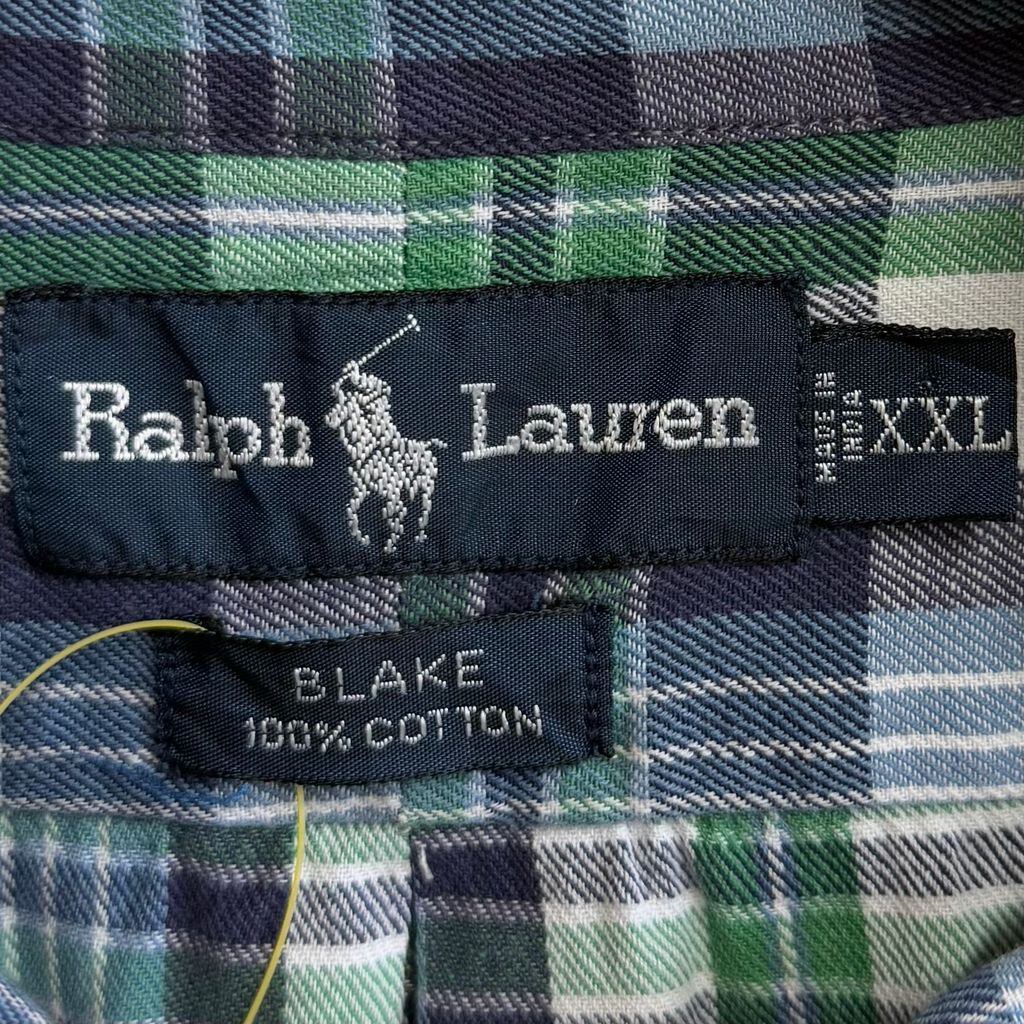 Ralph Lauren
MADE IN
INDIA
XXL
BLAKE
100% COTTON